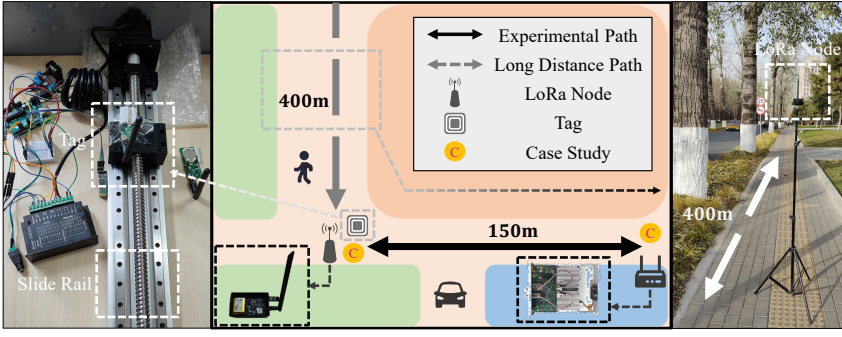 Tag
Slide Rail
400m
Experimental Path
Long Distance Path
LoRa Node
Tag
C
Case Study
150m
C
C
LoRa Node
400m